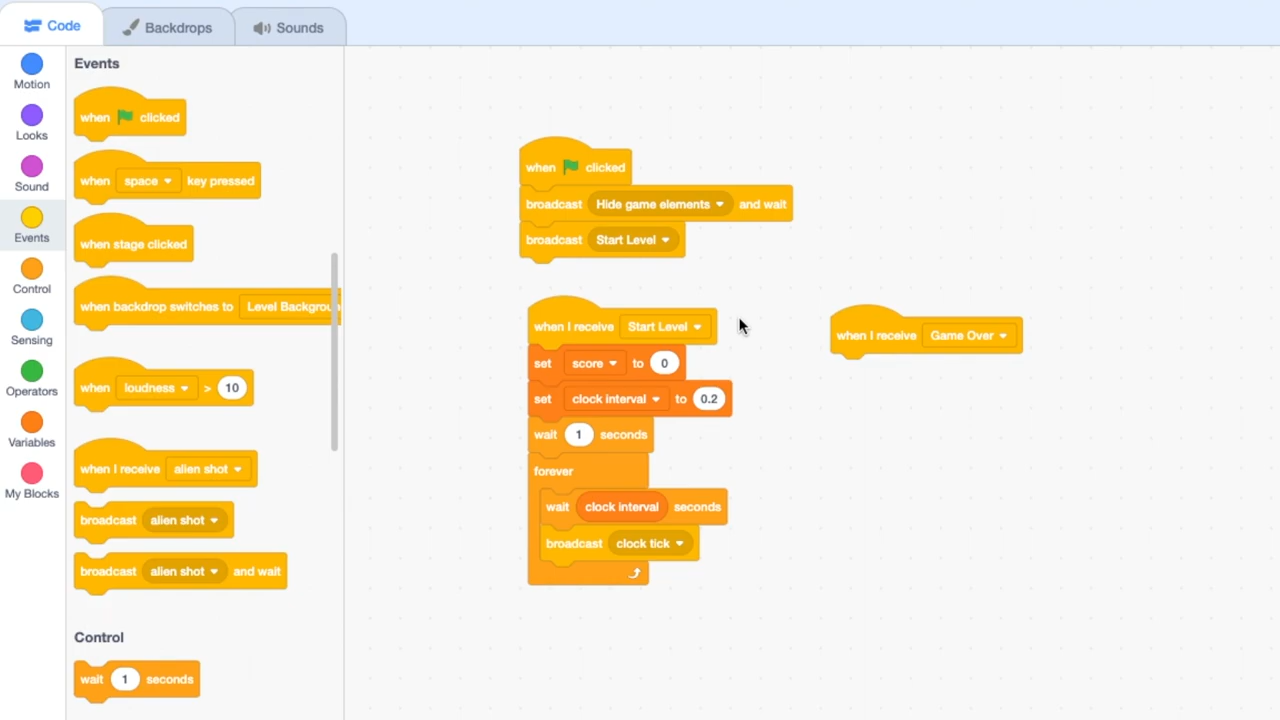 Code
Backdrops
Sounds
Motion
Looks
Sound
Events
Control
Sensing
Operators
Variables
My Blocks
Events
when clicked
when space key pressed
when stage clicked
when backdrop switches to Level Backgrou
when loudness > 10
when I receive alien shot
broadcast alien shot
broadcast alien shot and wait
Control
wait 1 seconds
when clicked
broadcast Hide game elements and wait
broadcast Start Level
when I receive Start Level
set score to 0
set clock interval to 0.2
wait 1 seconds
forever
wait clock interval seconds
broadcast clock tick
when I receive Game Over